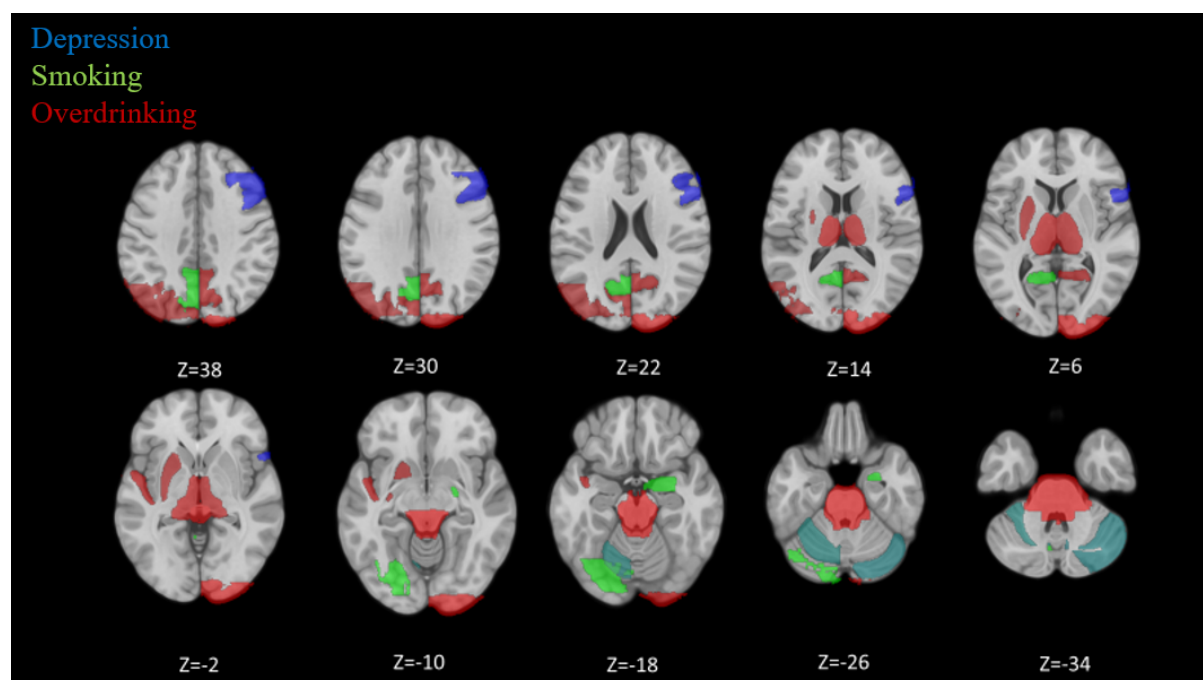 Depression
Smoking
Overdrinking
Z=38 Z=30 Z=22 Z=14 Z=6
Z=-2 Z=-10 Z=-18 Z=-26 Z=-34